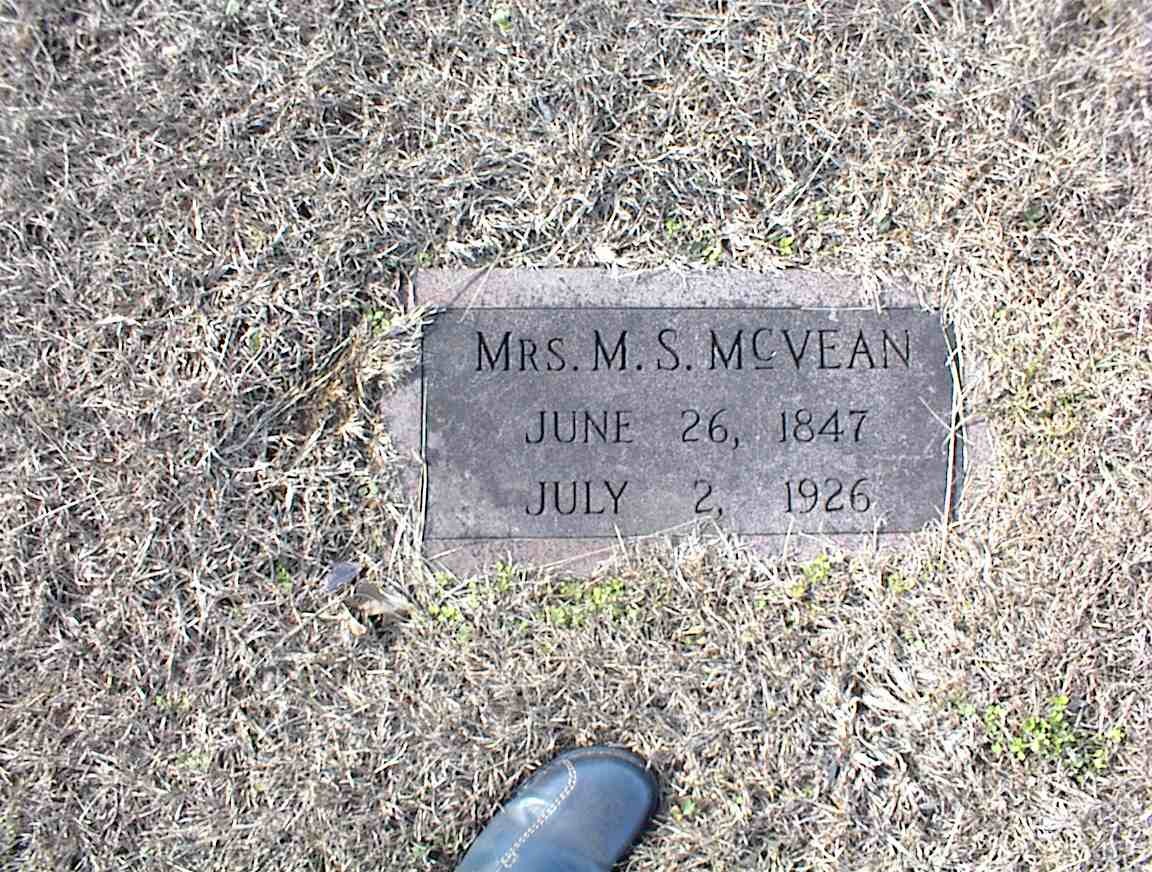 Mrs. M. S. McVEAN
JUNE 26, 1847
JULY 2, 1926